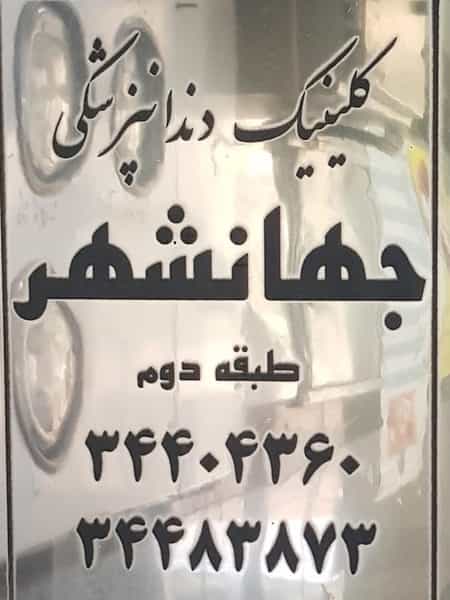 کلینیک دندانپزشکی
جهانشهر
طبقه دوم
۳۴۴۰۴۳۶۰
۳۴۴۸۳۸۷۳